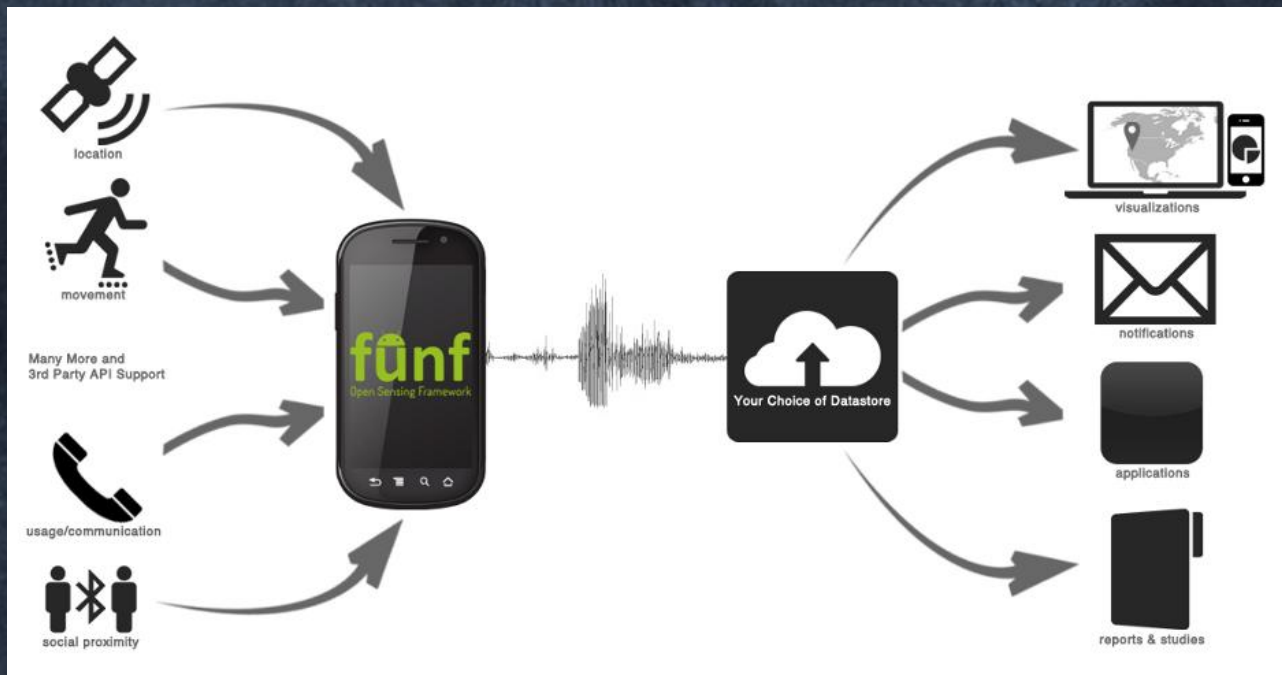 location
movement
Many More and
3rd Party API Support
usage/communication
social proximity
funf
Open Sensing Framework
Your Choice of Datastore
visualizations
notifications
applications
reports & studies